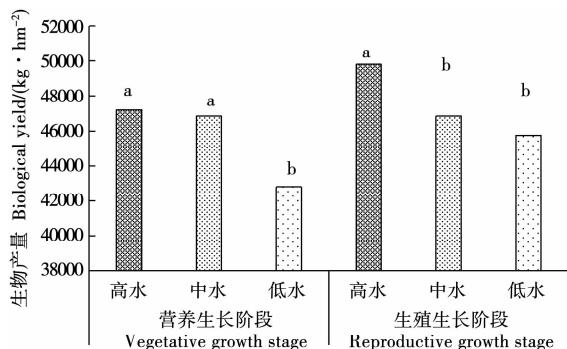 生物产量 Biological yield/(kg·hm⁻²)
52000
50000
48000
46000
44000
42000
40000
38000
a
a
b
a
b
b
高水
中水
低水
高水
中水
低水
营养生长阶段
生殖生长阶段
Vegetative growth stage
Reproductive growth stage